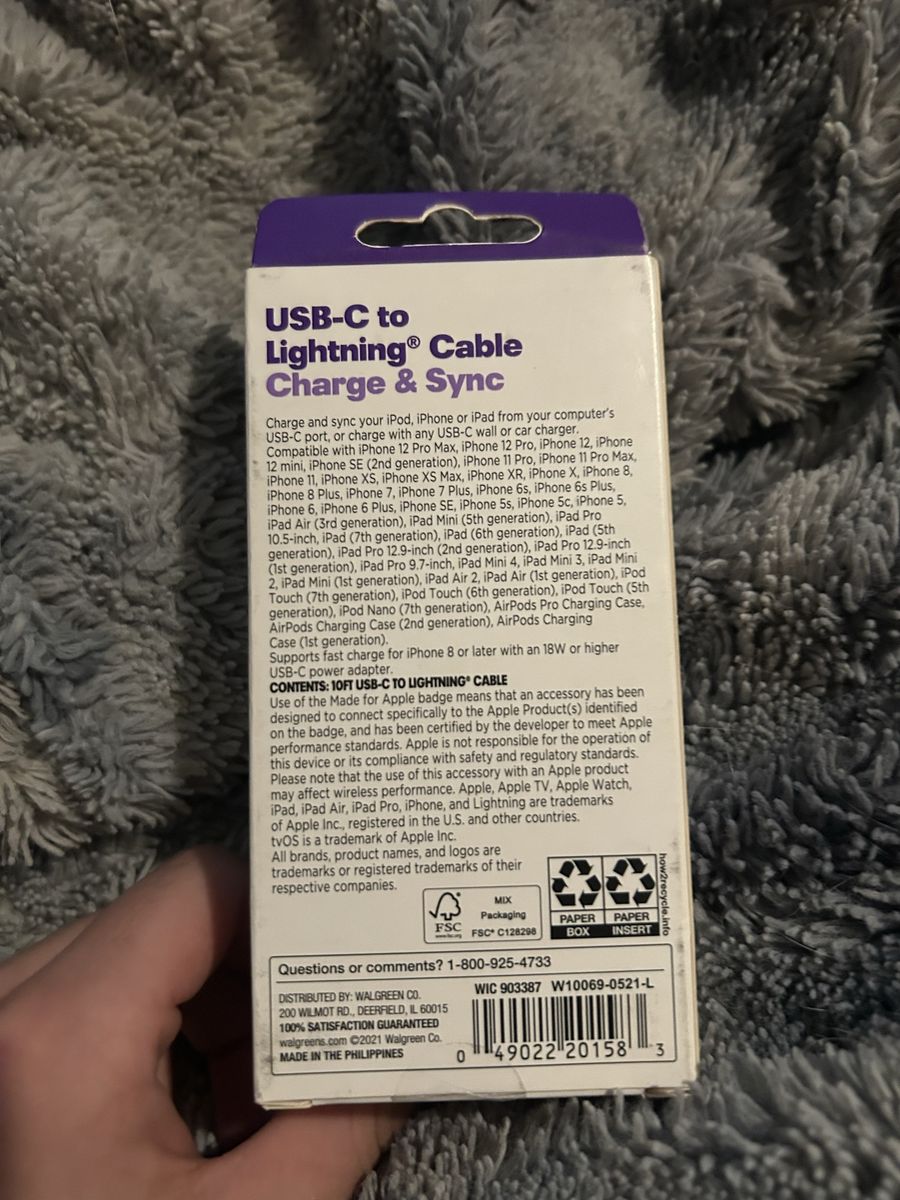 USB-C to
Lightning® Cable
Charge & Sync
Charge and sync your iPod, iPhone or iPad from your computer's
USB-C port, or charge with any USB-C wall or car charger.
Compatible with iPhone 12 Pro Max, iPhone 12 Pro, iPhone 12, iPhone
12 mini, iPhone SE (2nd generation), iPhone 11 Pro, iPhone 11 Pro Max,
iPhone 11, iPhone XS, iPhone XS Max, iPhone XR, iPhone X, iPhone 8,
iPhone 8 Plus, iPhone 7, iPhone 7 Plus, iPhone 6s, iPhone 6s Plus,
iPhone 6, iPhone 6 Plus, iPhone SE, iPhone 5s, iPhone 5c, iPhone 5,
iPad Air (3rd generation), iPad Mini (5th generation), iPad Pro
10.5-inch, iPad (7th generation), iPad (6th generation), iPad (5th
generation), iPad Pro 12.9-inch (2nd generation), iPad Pro 12.9-inch
(1st generation), iPad Pro 9.7-inch, iPad Mini 4, iPad Mini 3, iPad Mini
2, iPad Mini (1st generation), iPad Air 2, iPad Air (1st generation), iPod
Touch (7th generation), iPod Touch (6th generation), iPod Touch (5th
generation), iPod Nano (7th generation), AirPods Pro Charging Case,
AirPods Charging Case (2nd generation), AirPods Charging
Case (1st generation).
Supports fast charge for iPhone 8 or later with an 18W or higher
USB-C power adapter.
CONTENTS: 10FT USB-C TO LIGHTNING® CABLE
Use of the Made for Apple badge means that an accessory has been
designed to connect specifically to the Apple Product(s) identified
on the badge, and has been certified by the developer to meet Apple
performance standards. Apple is not responsible for the operation of
this device or its compliance with safety and regulatory standards.
Please note that the use of this accessory with an Apple product
may affect wireless performance. Apple, Apple TV, Apple Watch,
iPad, iPad Air, iPad Pro, iPhone, and Lightning are trademarks
of Apple Inc., registered in the U.S. and other countries.
tvOS is a trademark of Apple Inc.
All brands, product names, and logos are
trademarks or registered trademarks of their
respective companies.
FSC
www.fsc.org
MIX
Packaging
FSC® C128298
PAPER
BOX
PAPER
INSERT
how2recycle.info
Questions or comments? 1-800-925-4733
DISTRIBUTED BY: WALGREEN CO.
200 WILMOT RD., DEERFIELD, IL 60015
100% SATISFACTION GUARANTEED
walgreens.com ©2021 Walgreen Co.
MADE IN THE PHILIPPINES
WIC 903387 W10069-0521-L
0 49022 20158 3